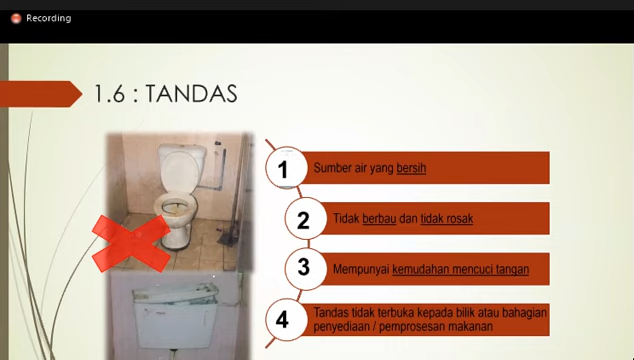 Recording
1.6 : TANDAS
1
Sumber air yang bersih
2
Tidak berbau dan tidak rosak
3
Mempunyai kemudahan mencuci tangan
4
Tandas tidak terbuka kepada bilik atau bahagian
penyediaan / pemprosesan makanan